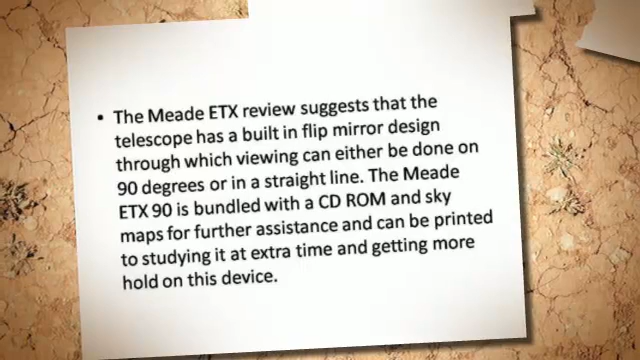 • The Meade ETX review suggests that the
telescope has a built in flip mirror design
through which viewing can either be done on
90 degrees or in a straight line. The Meade
ETX 90 is bundled with a CD ROM and sky
maps for further assistance and can be printed
to studying it at extra time and getting more
hold on this device.